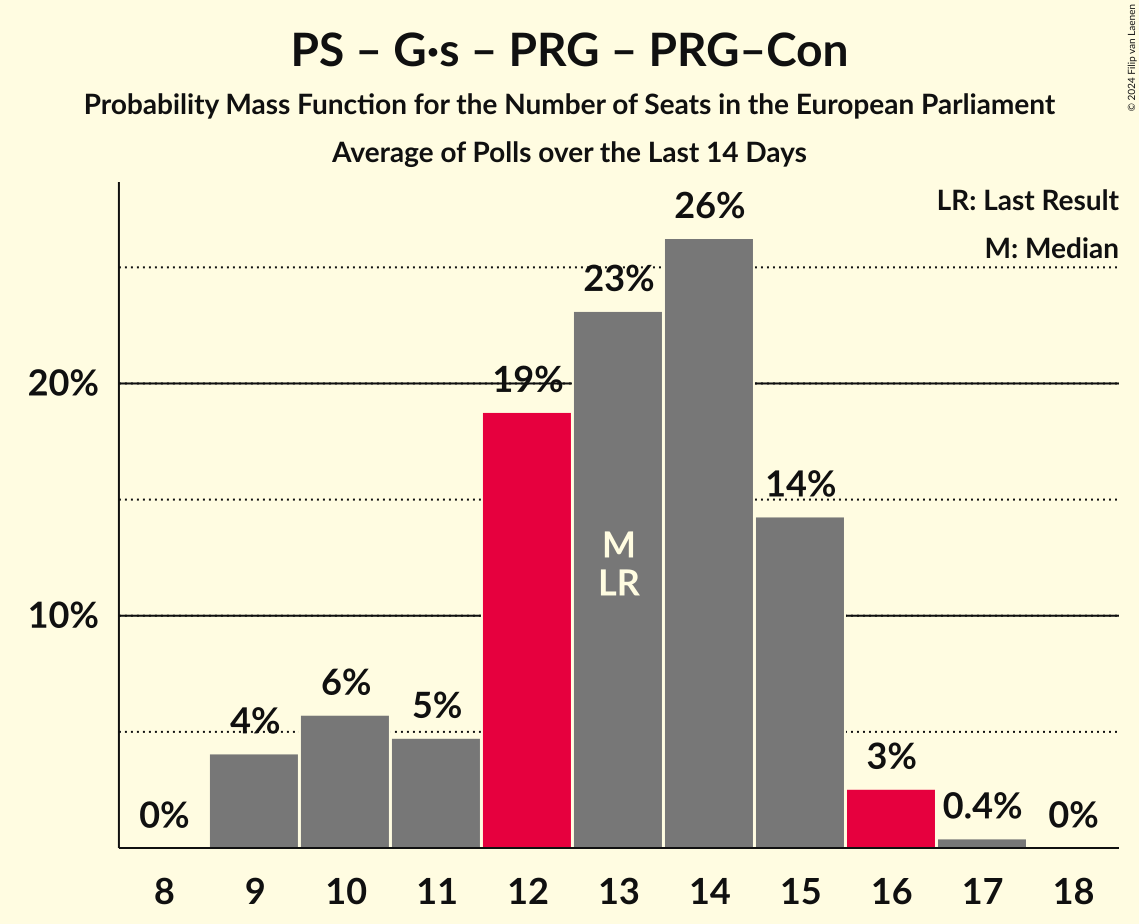 PS – G•s – PRG – PRG–Con
Probability Mass Function for the Number of Seats in the European Parliament
Average of Polls over the Last 14 Days
© 2024 Filip van Laenen
LR: Last Result
M: Median
26%
23%
19%
20%
14%
M
LR
10%
6%
5%
4%
3%
0.4%
0%
0%
8 9 10 11 12 13 14 15 16 17 18